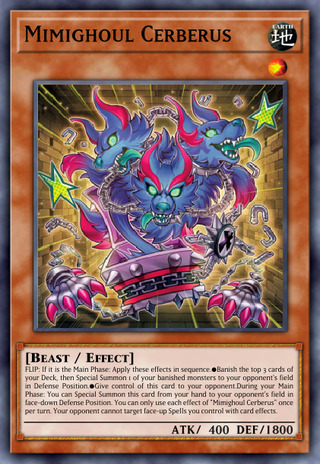 Mimighoul Cerberus
EARTH
地
[Beast / Effect]
FLIP: If it is the Main Phase: Apply these effects in sequence.●Banish the top 3 cards of
your Deck, then Special Summon 1 of your banished monsters to your opponent's field
in Defense Position.●Give control of this card to your opponent.During your Main
Phase: You can Special Summon this card from your hand to your opponent's field in
face-down Defense Position. You can only use each effect of "Mimighoul Cerberus" once
per turn. Your opponent cannot target face-up Spells you control with card effects.
ATK/ 400 DEF/1800